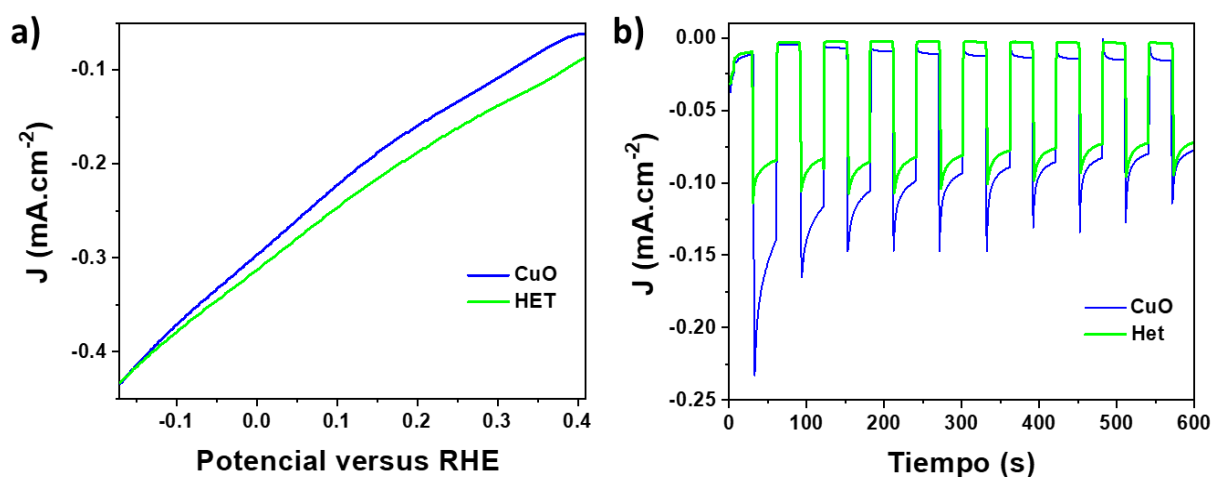 a)
J (mA.cm-2)
-0.1
-0.2
-0.3
-0.4
CuO
HET
-0.1 0.0 0.1 0.2 0.3 0.4
Potencial versus RHE
b)
J (mA.cm-2)
0.00
-0.05
-0.10
-0.15
-0.20
-0.25
CuO
Het
0 100 200 300 400 500 600
Tiempo (s)